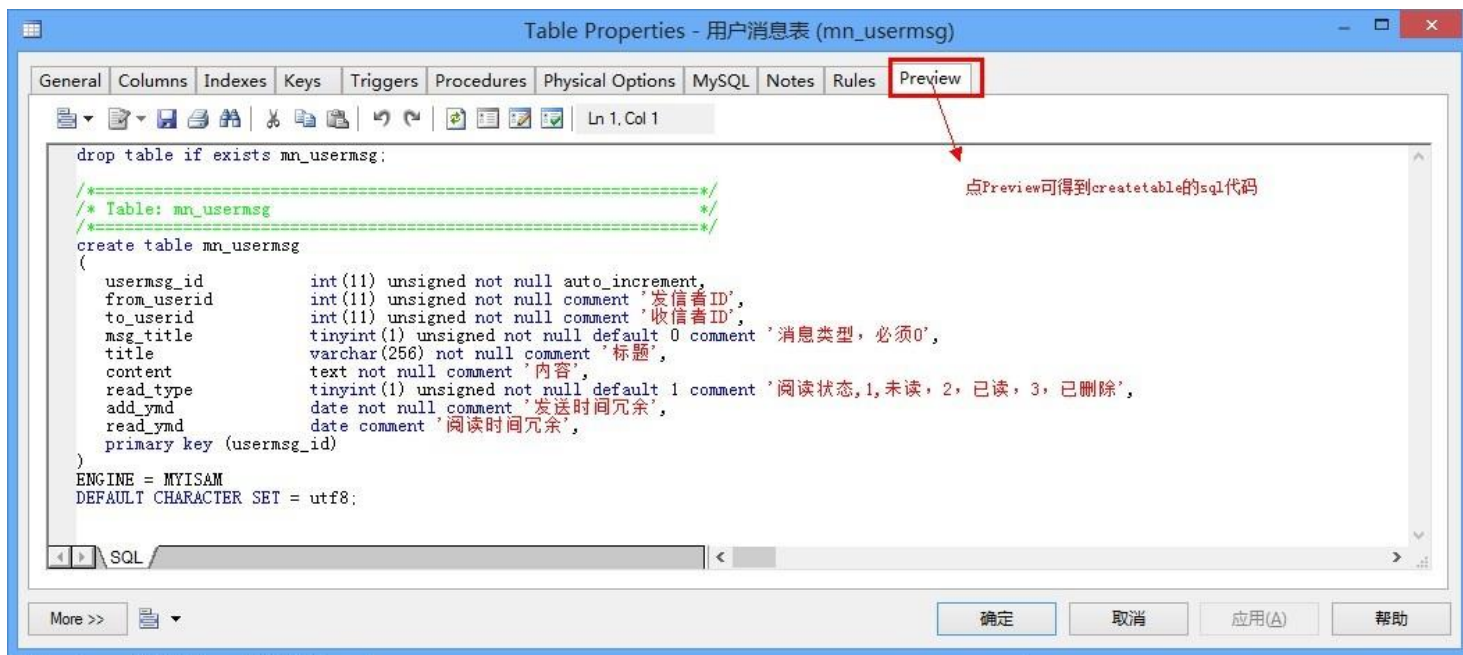 Table Properties - 用户消息表 (mn_usermsg)
General Columns Indexes Keys Triggers Procedures Physical Options MySQL Notes Rules Preview
Ln 1, Col 1
drop table if exists mn_usermsg;
点Preview可得到createtable的sql代码
/*==============================================================*/
/* Table: mn_usermsg */
/*==============================================================*/
create table mn_usermsg
(
usermsg_id int(11) unsigned not null auto_increment,
from_userid int(11) unsigned not null comment '发信者ID',
to_userid int(11) unsigned not null comment '收信者ID',
msg_title tinyint(1) unsigned not null default 0 comment '消息类型，必须0',
title varchar(256) not null comment '标题',
content text not null comment '内容',
read_type tinyint(1) unsigned not null default 1 comment '阅读状态,1,未读，2，已读，3，已删除',
add_ymd date not null comment '发送时间冗余',
read_ymd date comment '阅读时间冗余',
primary key (usermsg_id)
)
ENGINE = MYISAM
DEFAULT CHARACTER SET = utf8;
SQL
More >> 确定 取消 应用(A) 帮助